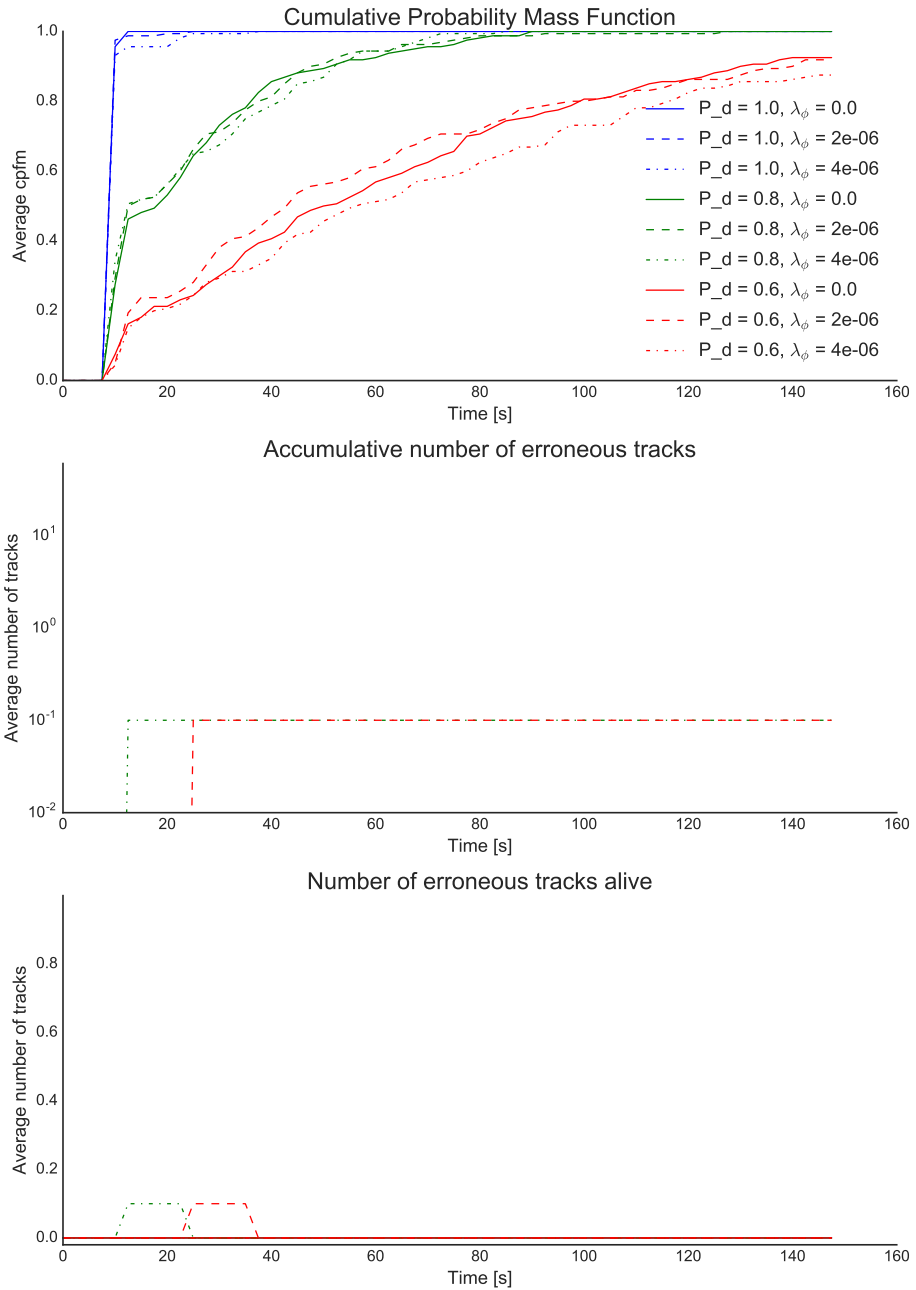 Cumulative Probability Mass Function
Average cpfm
1.0
0.8
0.6
0.4
0.2
0.0
P_d = 1.0, λ_ϕ = 0.0
P_d = 1.0, λ_ϕ = 2e-06
P_d = 1.0, λ_ϕ = 4e-06
P_d = 0.8, λ_ϕ = 0.0
P_d = 0.8, λ_ϕ = 2e-06
P_d = 0.8, λ_ϕ = 4e-06
P_d = 0.6, λ_ϕ = 0.0
P_d = 0.6, λ_ϕ = 2e-06
P_d = 0.6, λ_ϕ = 4e-06
0 20 40 60 80 100 120 140 160
Time [s]
Accumulative number of erroneous tracks
Average number of tracks
10^1
10^0
10^-1
10^-2
0 20 40 60 80 100 120 140 160
Time [s]
Number of erroneous tracks alive
Average number of tracks
0.8
0.6
0.4
0.2
0.0
0 20 40 60 80 100 120 140 160
Time [s]